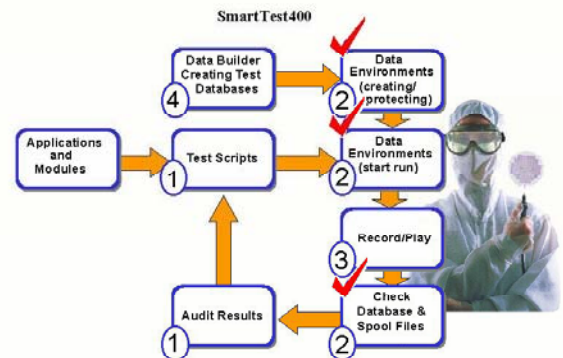 SmartTest400
Data Builder
Creating Test
Databases
4
Data
Environments
(creating/
protecting)
2
Applications
and
Modules
Test Scripts
1
Data
Environments
(start run)
2
Record/Play
3
Audit Results
1
Check
Database &
Spool Files
2